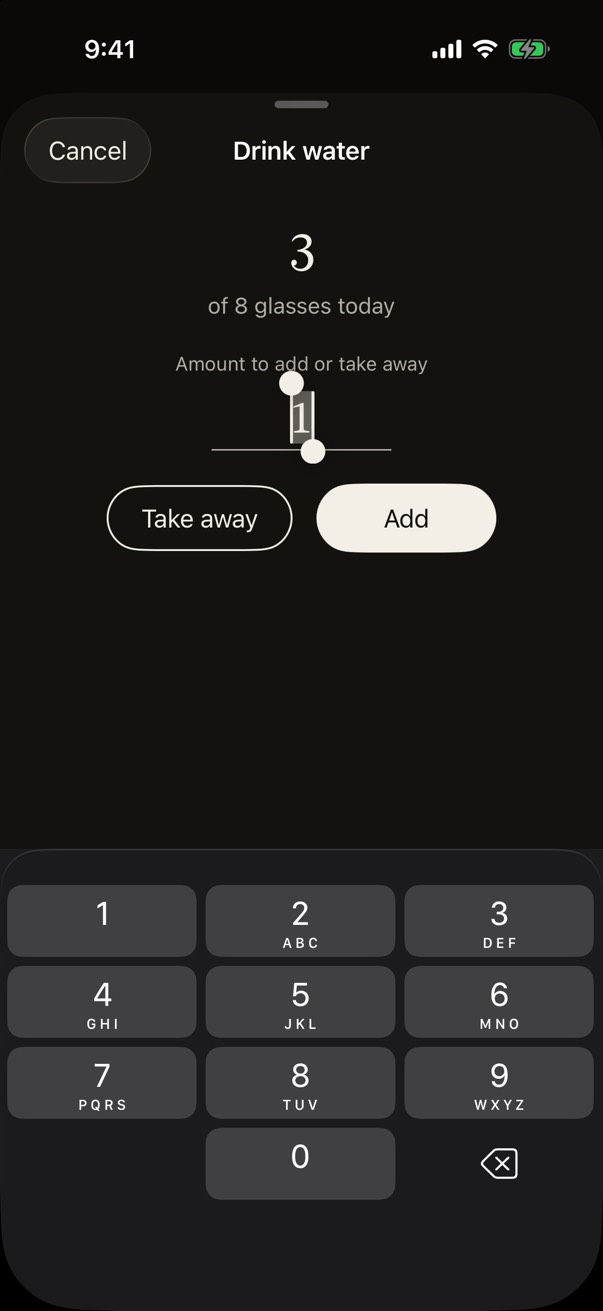 9:41
Cancel
Drink water
3
of 8 glasses today
Amount to add or take away
1
Take away
Add
1
2
ABC
3
DEF
4
GHI
5
JKL
6
MNO
7
PQRS
8
TUV
9
WXYZ
0